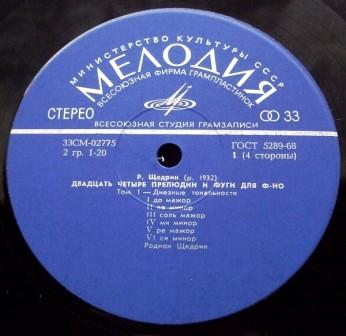 МИНИСТЕРСТВО КУЛЬТУРЫ СССР
МЕЛОДИЯ
ВСЕСОЮЗНАЯ ФИРМА ГРАМПЛАСТИНОК
СТЕРЕО
33
ВСЕСОЮЗНАЯ СТУДИЯ ГРАМЗАПИСИ
33СМ-02775
ГОСТ 5289-68
2 гр. 1-20
1 (4 стороны)
Р. Щедрин (р. 1932)
ДВАДЦАТЬ ЧЕТЫРЕ ПРЕЛЮДИИ И ФУГИ ДЛЯ Ф-НО
Том I — Диезные тональности
I до мажор
II ля минор
III соль мажор
IV ми минор
V ре мажор
VI си минор
Родион Щедрин